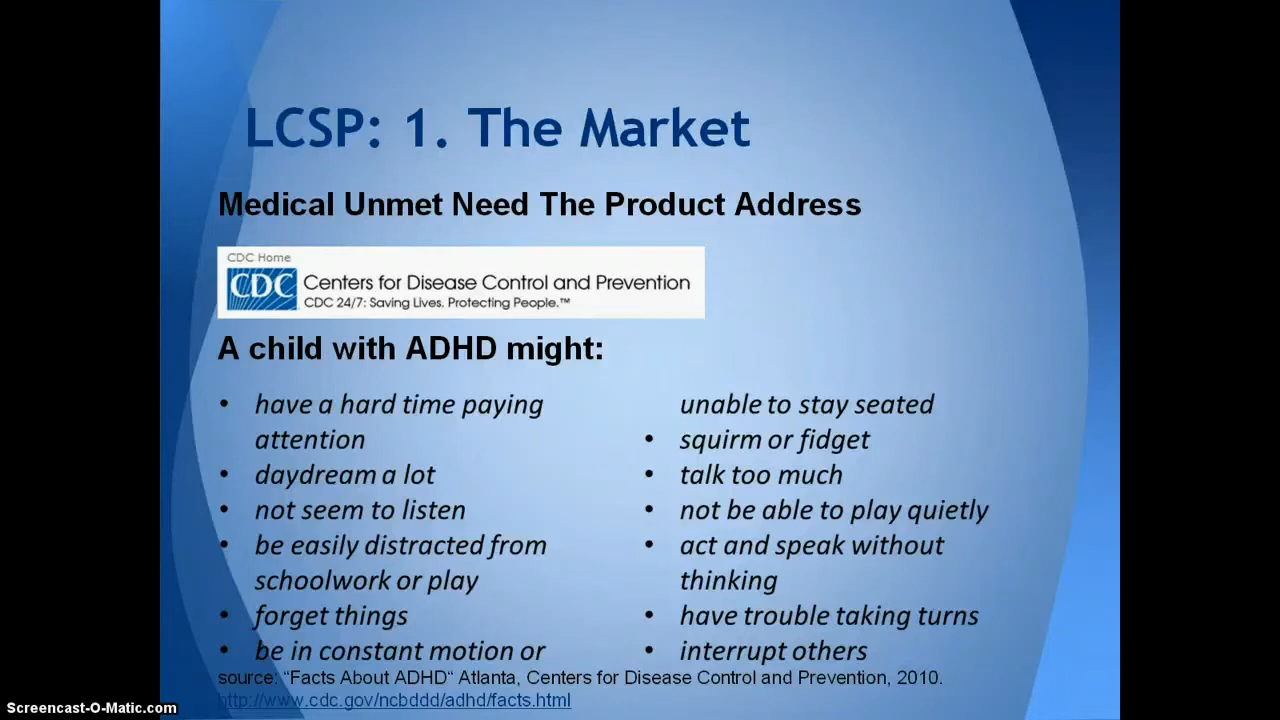 LCSP: 1. The Market
Medical Unmet Need The Product Address
CDC Home
CDC Centers for Disease Control and Prevention
CDC 24/7: Saving Lives. Protecting People.™
A child with ADHD might:
• have a hard time paying
attention
• daydream a lot
• not seem to listen
• be easily distracted from
schoolwork or play
• forget things
• be in constant motion or
unable to stay seated
• squirm or fidget
• talk too much
• not be able to play quietly
• act and speak without
thinking
• have trouble taking turns
• interrupt others
source: “Facts About ADHD“ Atlanta, Centers for Disease Control and Prevention, 2010.
http://www.cdc.gov/ncbddd/adhd/facts.html
Screencast-O-Matic.com